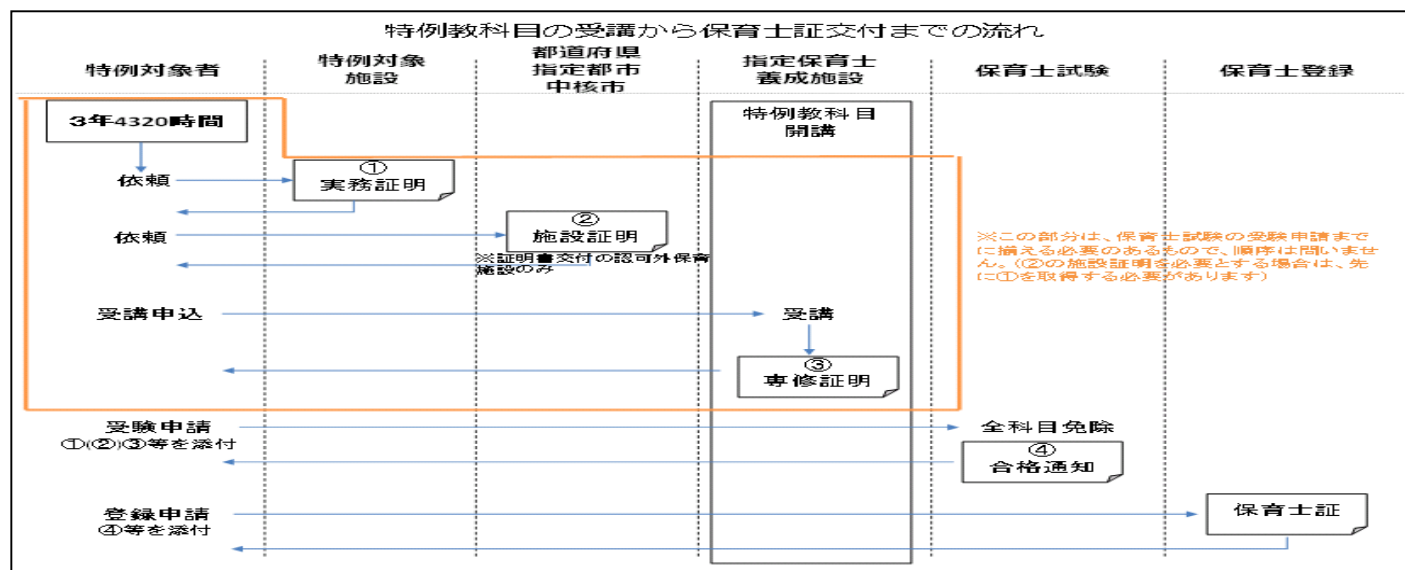 特例教科目の受講から保育士証交付までの流れ
特例対象者
特例対象
施設
都道府県
指定都市
中核市
指定保育士
養成施設
保育士試験
保育士登録
3年4320時間
特例教科目
開講
依頼
①
実務証明
依頼
②
施設証明
※証明書交付の認可外保育
施設のみ
※この部分は、保育士試験の受験申請まで
に揃える必要のあるもので、順序は問いませ
ん。(②の施設証明を必要とする場合は、先
に①を取得する必要があります)
受講申込
受講
③
専修証明
受験申請
①(②)③等を添付
全科目免除
④
合格通知
登録申請
④等を添付
保育士証